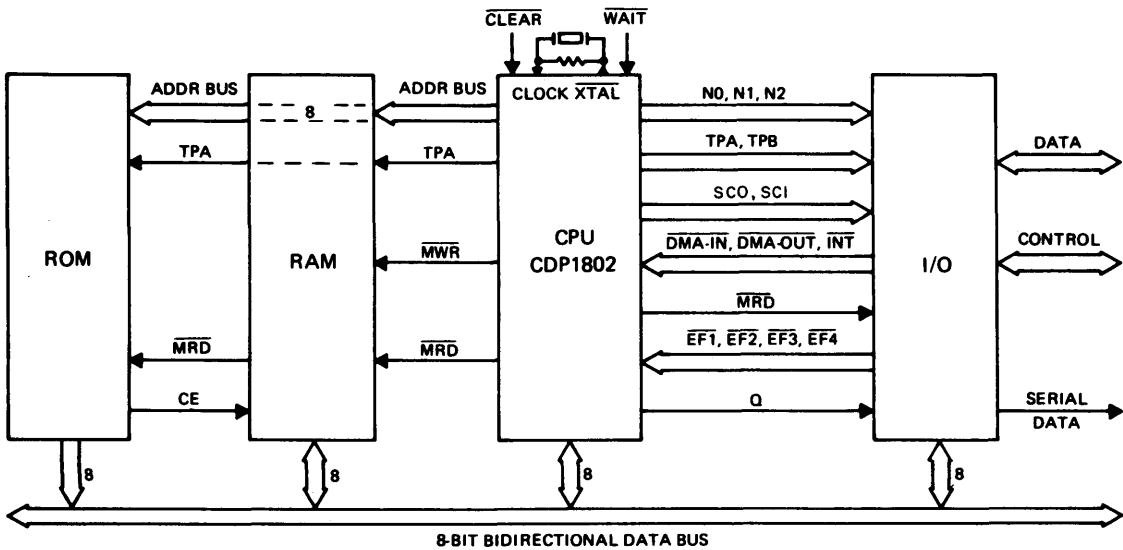 CLEAR WAIT
CLOCK XTAL
ADDR BUS ADDR BUS N0, N1, N2
8
TPA TPA TPA, TPB DATA
SCO, SCI
ROM RAM CPU
CDP1802 I/O
MWR DMA-IN, DMA-OUT, INT CONTROL
MRD
MRD MRD EF1, EF2, EF3, EF4
CE Q SERIAL
DATA
8 8 8 8
8-BIT BIDIRECTIONAL DATA BUS